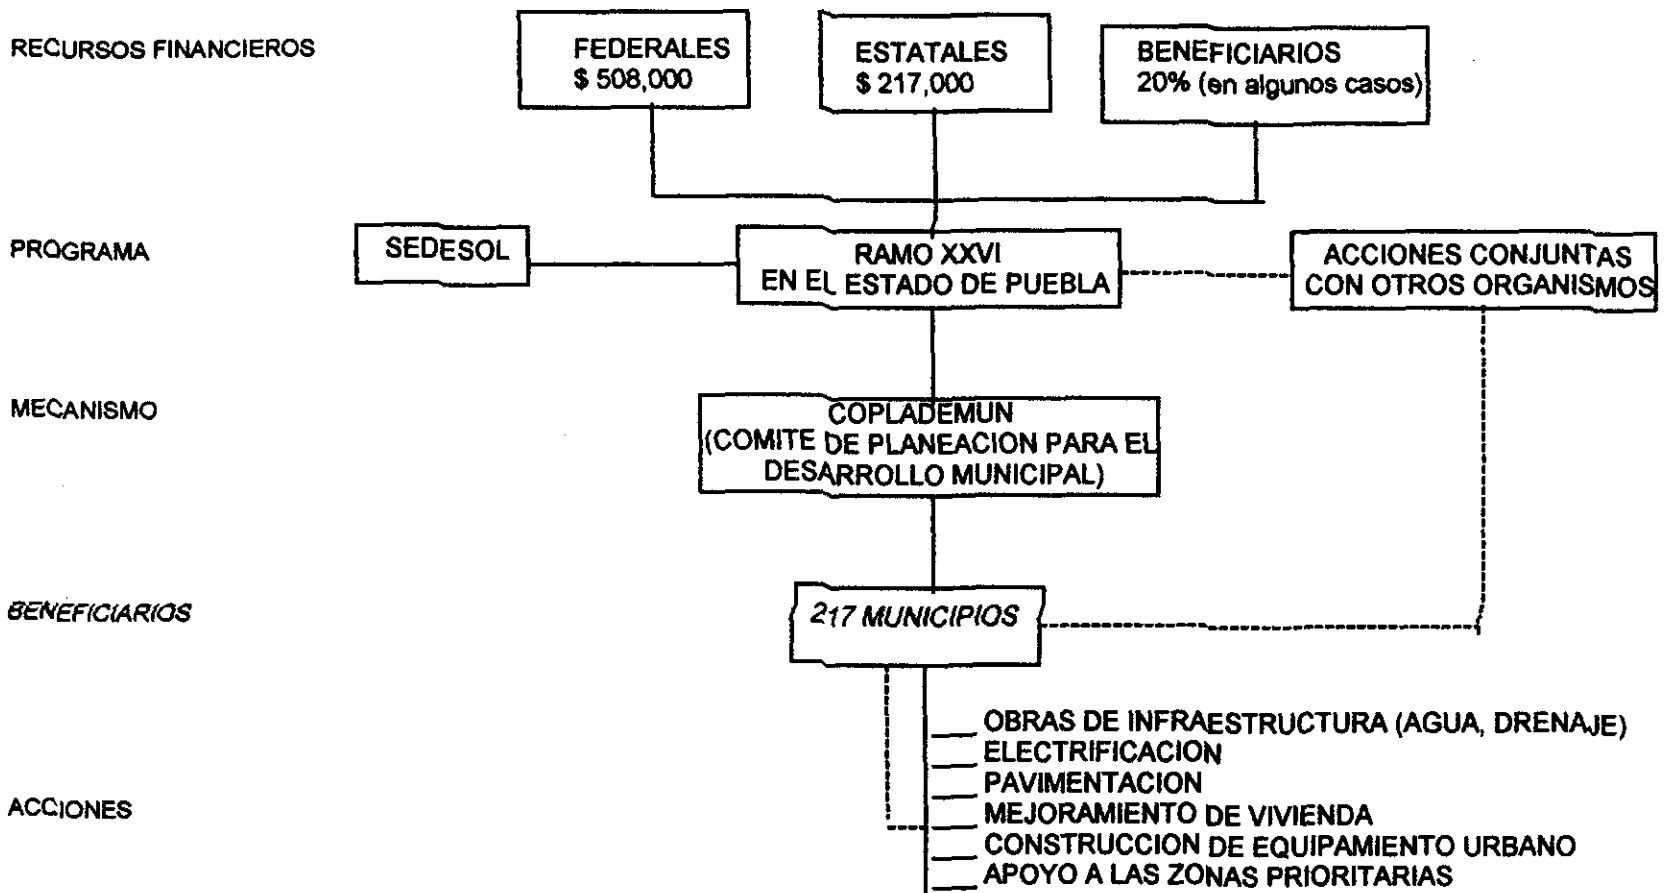 RECURSOS FINANCIEROS
FEDERALES
$ 508,000
ESTATALES
$ 217,000
BENEFICIARIOS
20% (en algunos casos)
PROGRAMA
SEDESOL
RAMO XXVI
EN EL ESTADO DE PUEBLA
ACCIONES CONJUNTAS
CON OTROS ORGANISMOS
MECANISMO
COPLADEMUN
(COMITE DE PLANEACION PARA EL
DESARROLLO MUNICIPAL)
BENEFICIARIOS
217 MUNICIPIOS
ACCIONES
OBRAS DE INFRAESTRUCTURA (AGUA, DRENAJE)
ELECTRIFICACION
PAVIMENTACION
MEJORAMIENTO DE VIVIENDA
CONSTRUCCION DE EQUIPAMIENTO URBANO
APOYO A LAS ZONAS PRIORITARIAS